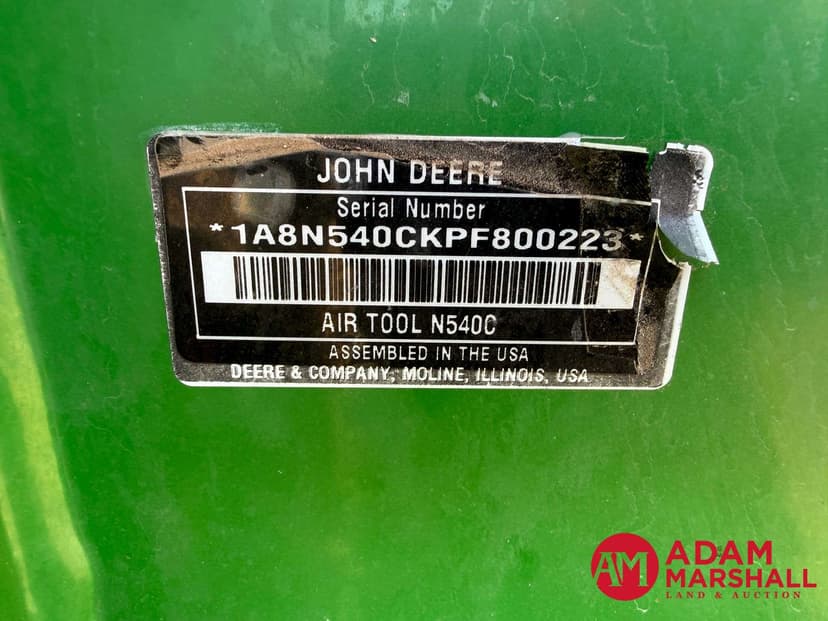 JOHN DEERE
Serial Number
*1A8N540CKPF800223*
AIR TOOL N540C
ASSEMBLED IN THE USA
DEERE & COMPANY, MOLINE, ILLINOIS, USA
AM
ADAM
MARSHALL
LAND & AUCTION